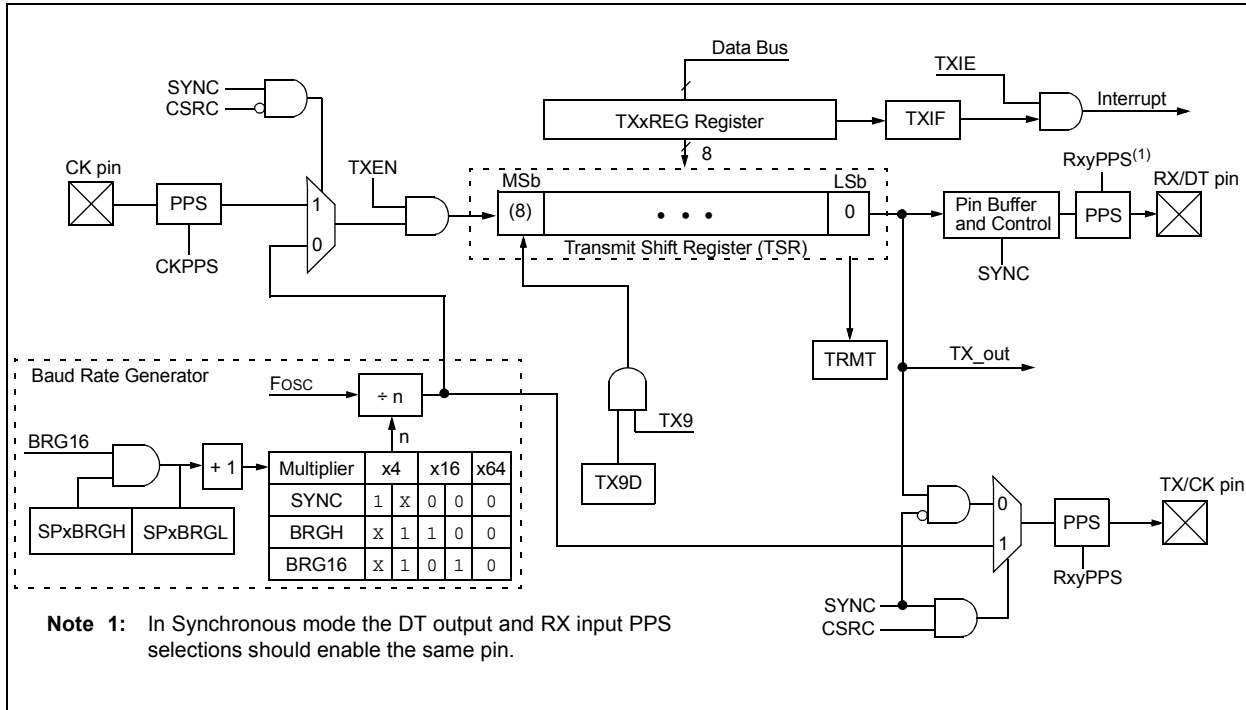 Data Bus
TXIE
SYNC
CSRC
Interrupt
TXxREG Register
TXIF
8
CK pin
TXEN
MSb
LSb
RxyPPS(1)
RX/DT pin
PPS
1
(8)
• • •
0
Pin Buffer
and Control
PPS
0
Transmit Shift Register (TSR)
CKPPS
SYNC
TRMT
TX_out
Baud Rate Generator
FOSC
÷ n
n
TX9
BRG16
+ 1
Multiplier x4 x16 x64
TX9D
SYNC 1 X 0 0 0
BRGH X 1 1 0 0
BRG16 X 1 0 1 0
SPxBRGH SPxBRGL
TX/CK pin
0
PPS
1
RxyPPS
SYNC
CSRC
Note 1: In Synchronous mode the DT output and RX input PPS
selections should enable the same pin.